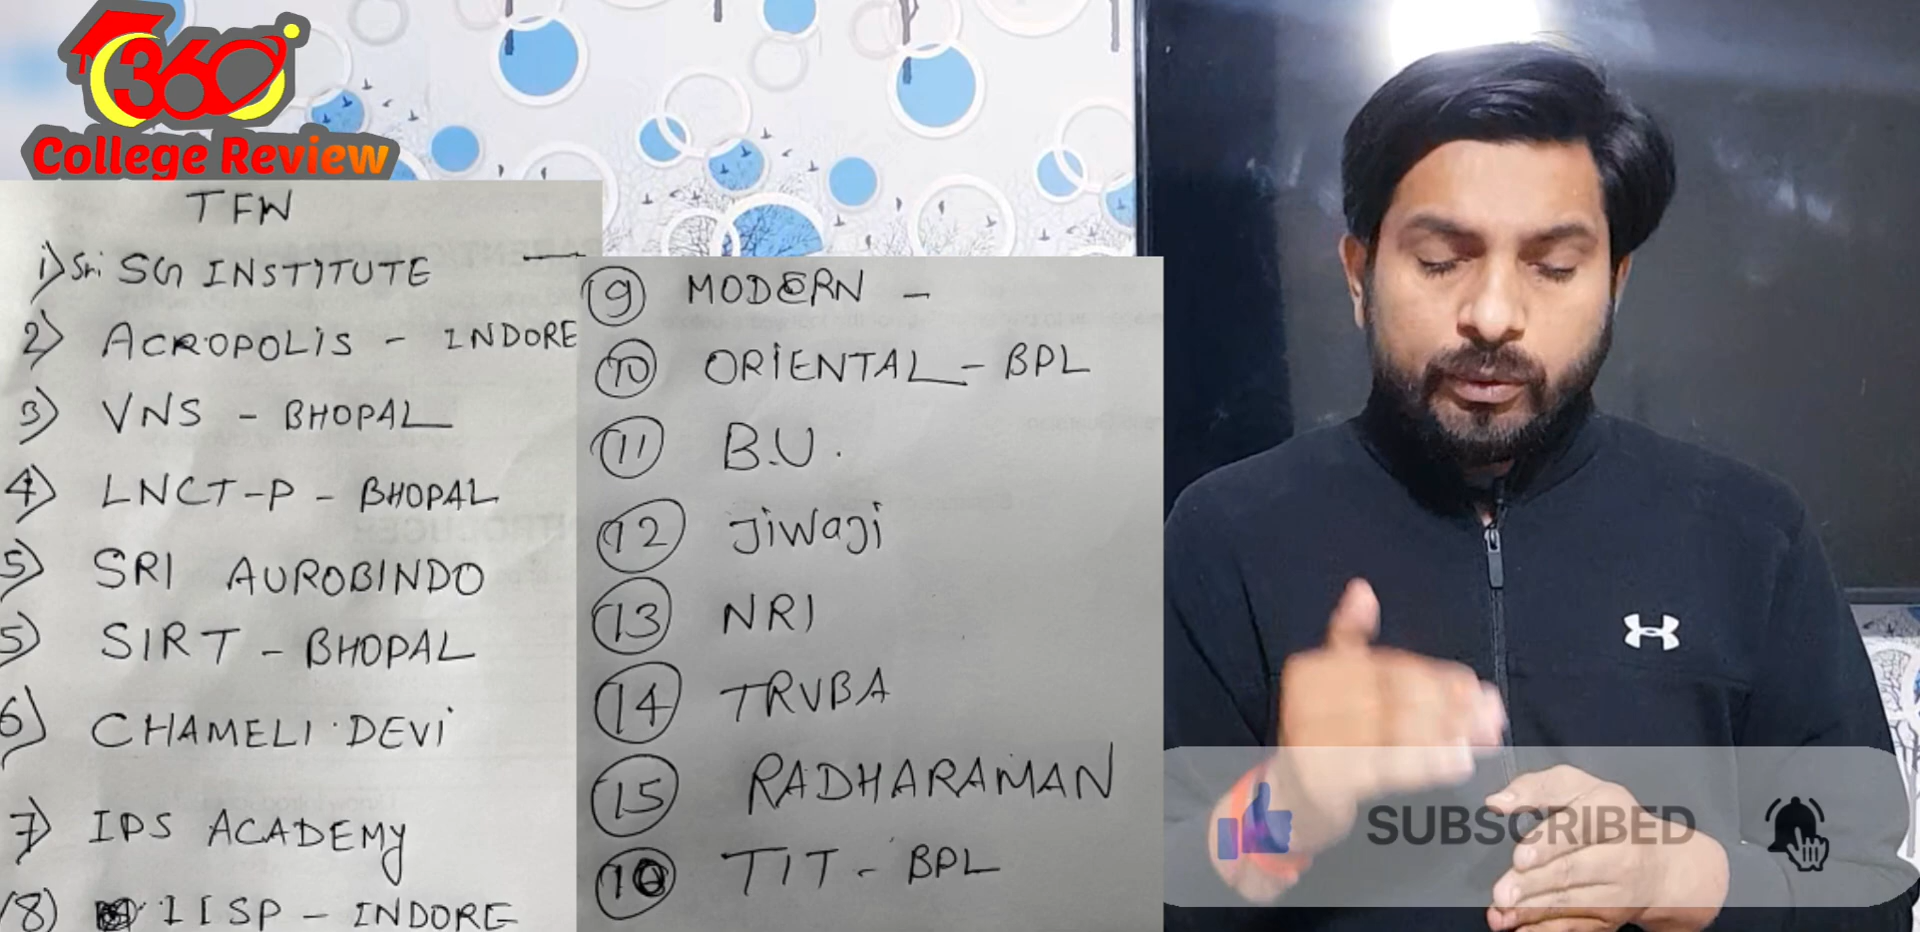 360
College Review
TFW
1) Sri SG INSTITUTE —
2) ACROPOLIS - INDORE
3) VNS - BHOPAL
4) LNCT-P - BHOPAL
5) SRI AUROBINDO
5) SIRT - BHOPAL
6) CHAMELI DEVI
7) IPS ACADEMY
(8) IISP - INDORE
9 MODERN -
10 ORIENTAL - BPL
11 B.U.
12 Jiwaji
13 NRI
14 TRUBA
15 RADHARAMAN
TIT - BPL
SUBSCRIBED